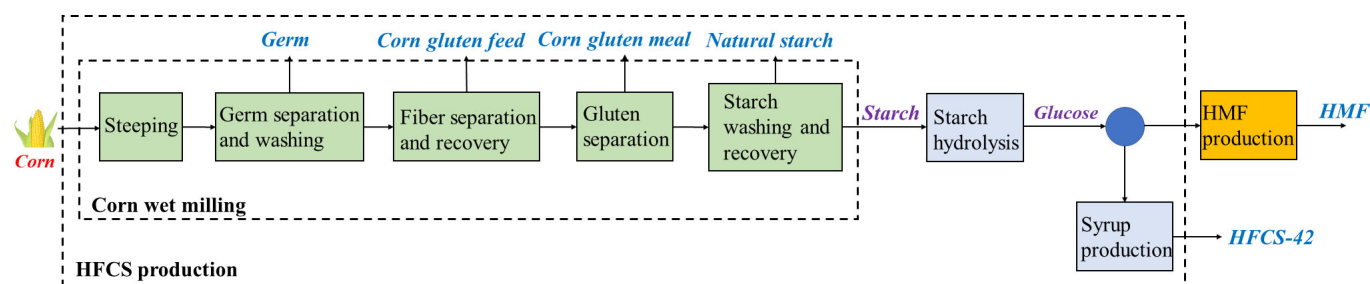 Germ
Corn gluten feed
Corn gluten meal
Natural starch
Corn
Steeping
Germ separation
and washing
Fiber separation
and recovery
Gluten
separation
Starch
washing and
recovery
Starch
Starch
hydrolysis
Glucose
HMF
production
HMF
Corn wet milling
Syrup
production
HFCS-42
HFCS production